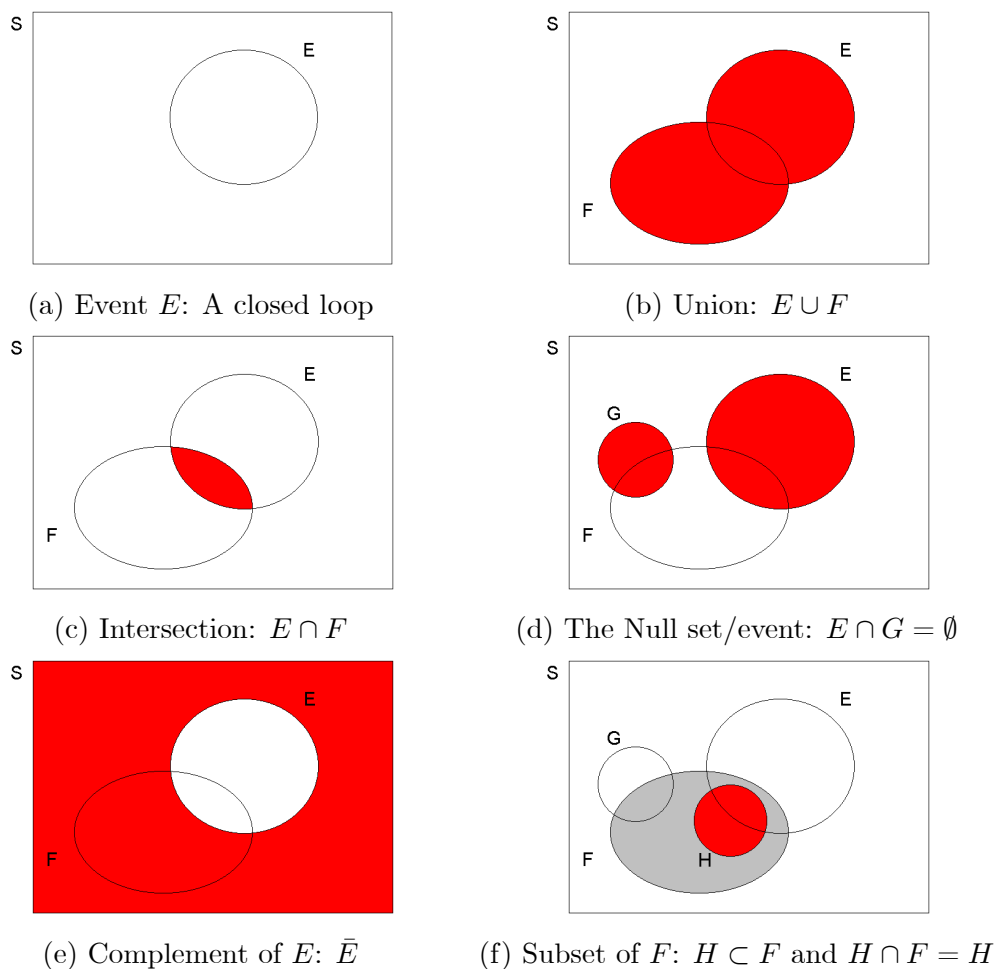 S
E
S
E
F
(a) Event E: A closed loop
(b) Union: E ∪ F
S
E
F
S
E
G
F
(c) Intersection: E ∩ F
(d) The Null set/event: E ∩ G = ∅
S
E
F
S
E
G
F
H
(e) Complement of E: Ē
(f) Subset of F: H ⊂ F and H ∩ F = H